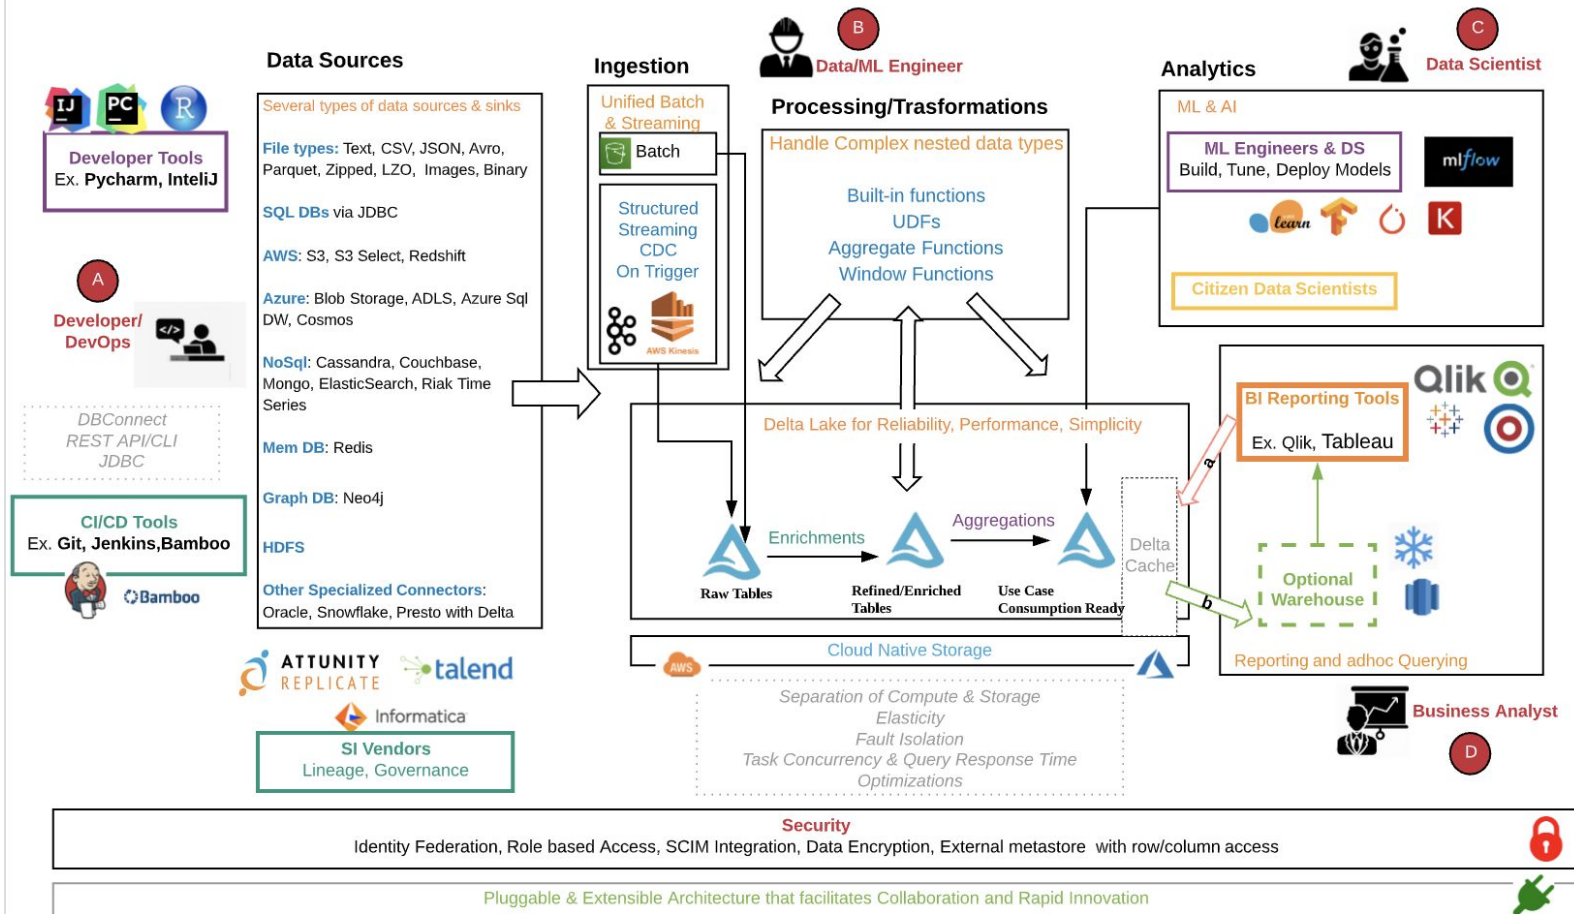 B
C
Data/ML Engineer
Data Scientist
Data Sources
Ingestion
Analytics
Processing/Trasformations
IJ
PC
R
Developer Tools
Ex. Pycharm, InteliJ
A
Developer/
DevOps
</>
DBConnect
REST API/CLI
JDBC
CI/CD Tools
Ex. Git, Jenkins,Bamboo
Bamboo
Several types of data sources & sinks
File types: Text, CSV, JSON, Avro,
Parquet, Zipped, LZO, Images, Binary
SQL DBs via JDBC
AWS: S3, S3 Select, Redshift
Azure: Blob Storage, ADLS, Azure Sql
DW, Cosmos
NoSql: Cassandra, Couchbase,
Mongo, ElasticSearch, Riak Time
Series
Mem DB: Redis
Graph DB: Neo4j
HDFS
Other Specialized Connectors:
Oracle, Snowflake, Presto with Delta
ATTUNITY
REPLICATE
talend
Informatica
SI Vendors
Lineage, Governance
Unified Batch
& Streaming
Batch
Structured
Streaming
CDC
On Trigger
AWS Kinesis
Handle Complex nested data types
Built-in functions
UDFs
Aggregate Functions
Window Functions
ML & AI
ML Engineers & DS
Build, Tune, Deploy Models
mlflow
learn
K
Citizen Data Scientists
Delta Lake for Reliability, Performance, Simplicity
Enrichments
Aggregations
Raw Tables
Refined/Enriched
Tables
Use Case
Consumption Ready
Delta
Cache
a
b
Qlik
BI Reporting Tools
Ex. Qlik, Tableau
Optional
Warehouse
Reporting and adhoc Querying
Business Analyst
D
AWS
Cloud Native Storage
Separation of Compute & Storage
Elasticity
Fault Isolation
Task Concurrency & Query Response Time
Optimizations
Security
Identity Federation, Role based Access, SCIM Integration, Data Encryption, External metastore with row/column access
Pluggable & Extensible Architecture that facilitates Collaboration and Rapid Innovation